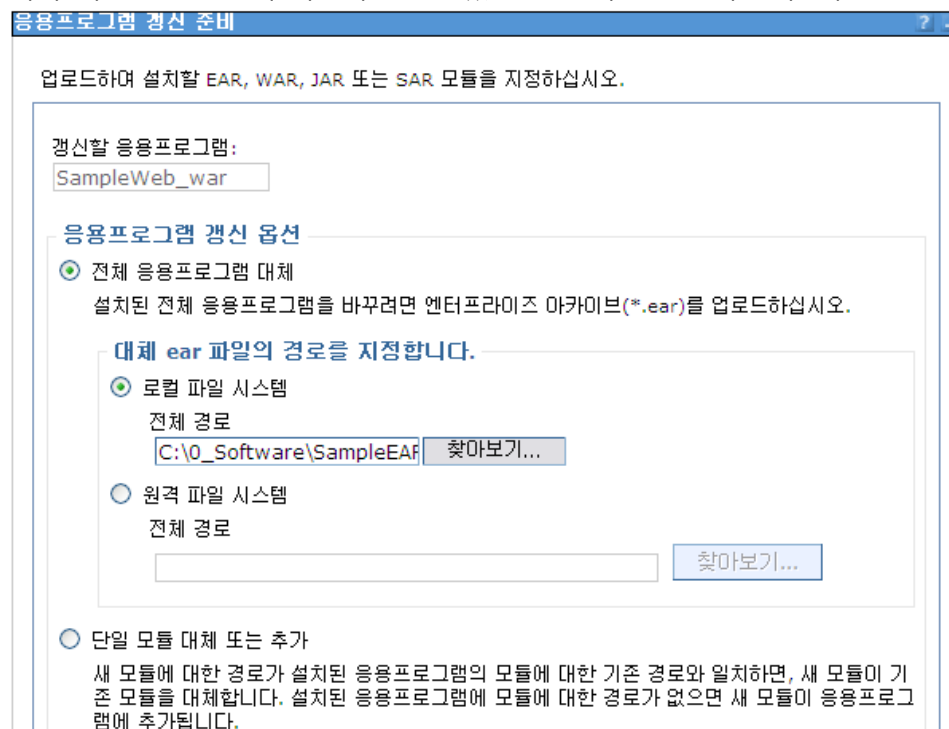 응용프로그램 갱신 준비
?
업로드하며 설치할 EAR, WAR, JAR 또는 SAR 모듈을 지정하십시오.
갱신할 응용프로그램:
SampleWeb_war
응용프로그램 갱신 옵션
전체 응용프로그램 대체
설치된 전체 응용프로그램을 바꾸려면 엔터프라이즈 아카이브(*.ear)를 업로드하십시오.
대체 ear 파일의 경로를 지정합니다.
로컬 파일 시스템
전체 경로
C:\0_Software\SampleEAR 찾아보기...
원격 파일 시스템
전체 경로
찾아보기...
단일 모듈 대체 또는 추가
새 모듈에 대한 경로가 설치된 응용프로그램의 모듈에 대한 기존 경로와 일치하면, 새 모듈이 기
존 모듈을 대체합니다. 설치된 응용프로그램에 모듈에 대한 경로가 없으면 새 모듈이 응용프로그
램에 추가됩니다.